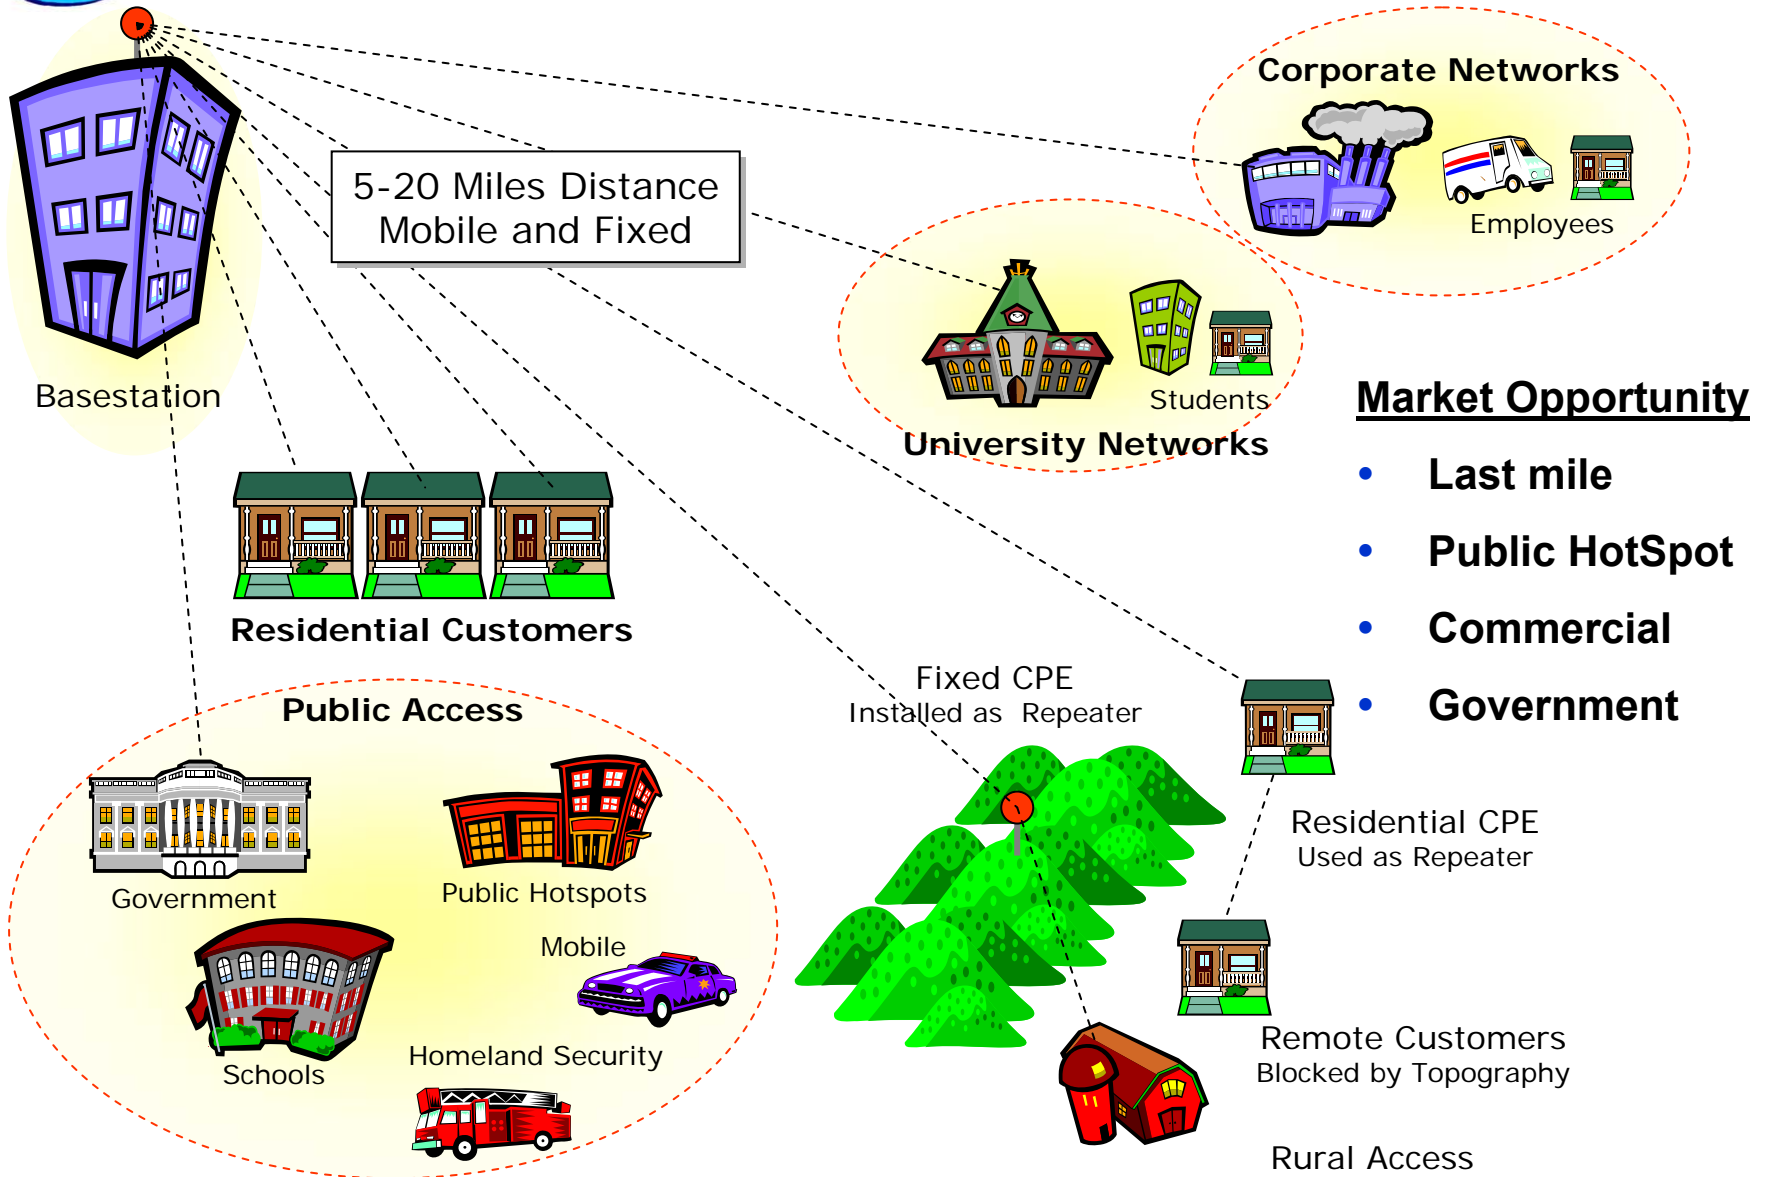 Corporate Networks
Employees
5-20 Miles Distance
Mobile and Fixed
Basestation
Students
University Networks
Market Opportunity
• Last mile
• Public HotSpot
• Commercial
• Government
Residential Customers
Public Access
Government
Public Hotspots
Mobile
Schools
Homeland Security
Fixed CPE
Installed as Repeater
Residential CPE
Used as Repeater
Remote Customers
Blocked by Topography
Rural Access